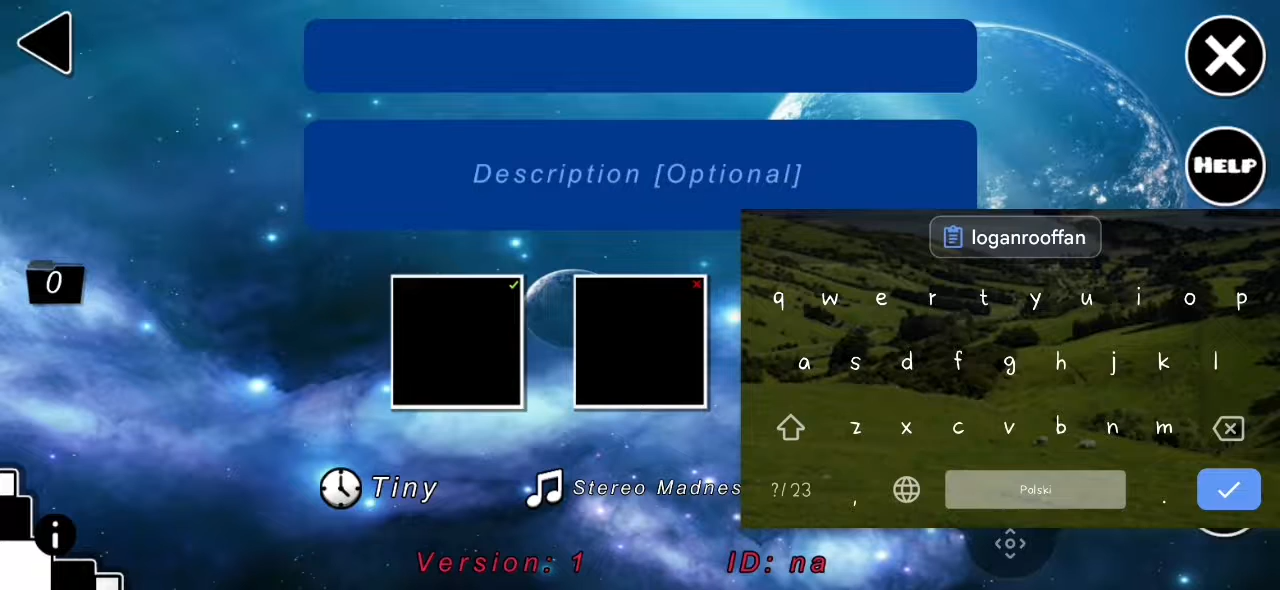 HELP
Description [Optional]
loganrooffan
q w e r t y u i o p
0
a s d f g h j k l
z x c v b n m
Tiny
Stereo Madnes
?123 , Polski .
i
Version: 1
ID: na